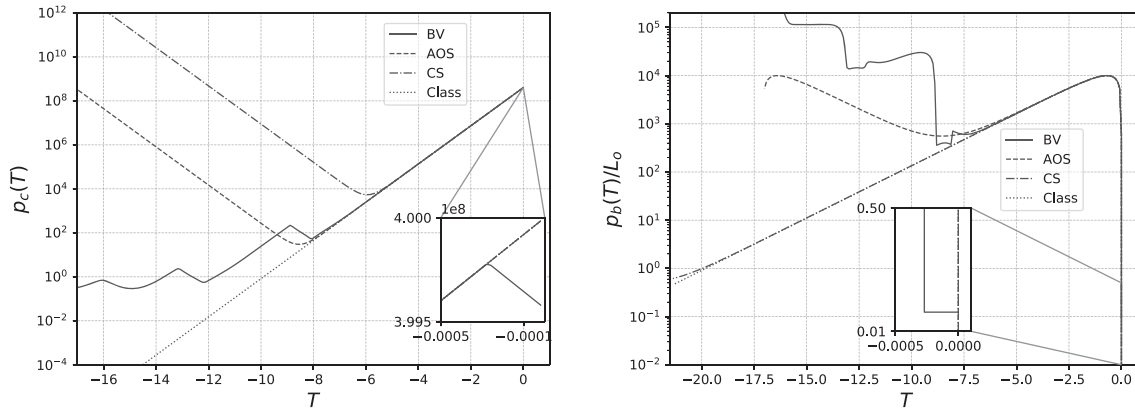 p_c(T)
10^12
10^10
10^8
10^6
10^4
10^2
10^0
10^−2
10^−4
BV
AOS
CS
Class
1e8
4.000
3.995
−0.0005
−0.0001
−16 −14 −12 −10 −8 −6 −4 −2 0
T
p_b(T)/L_o
10^5
10^4
10^3
10^2
10^1
10^0
10^−1
10^−2
BV
AOS
CS
Class
0.50
0.01
−0.0005 0.0000
−20.0 −17.5 −15.0 −12.5 −10.0 −7.5 −5.0 −2.5 0.0
T